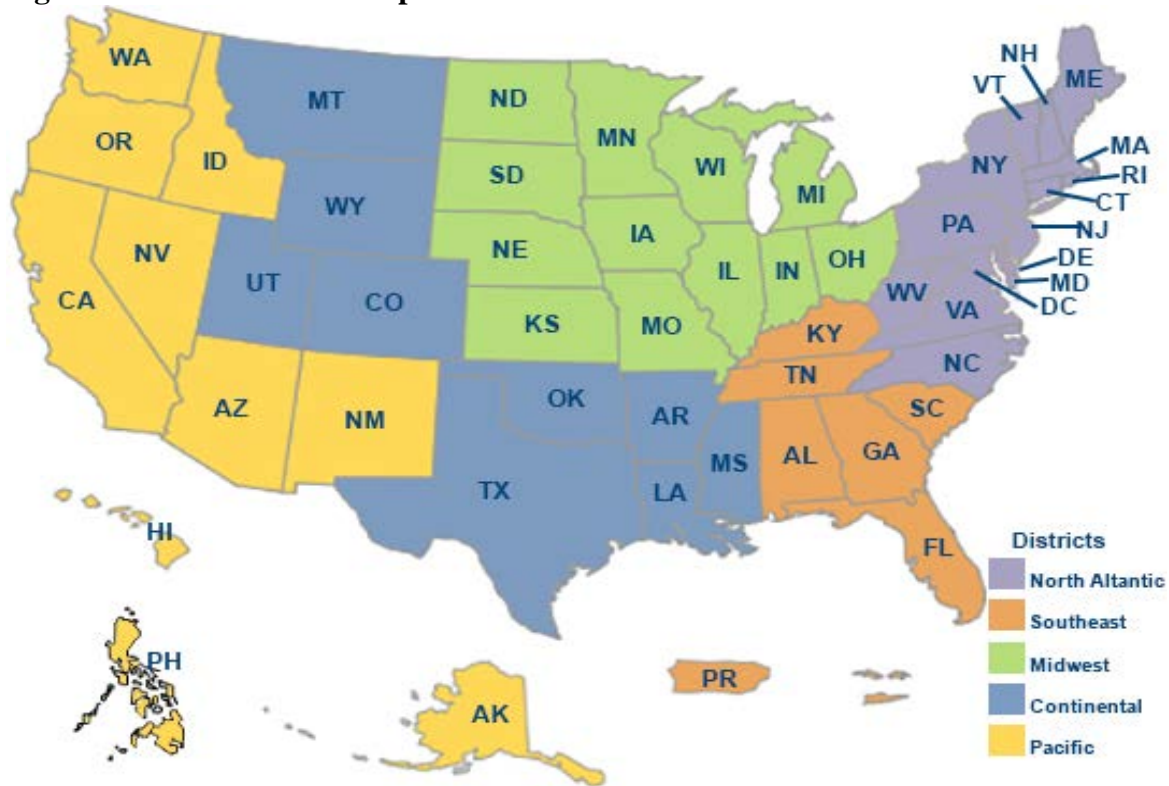 WA
NH
ME
VT
MT
ND
MN
OR
ID
WI
NY
MA
SD
MI
RI
WY
CT
PA
NJ
IA
NE
NV
OH
DE
IL
IN
UT
MD
WV
CA
CO
DC
VA
KS
MO
KY
NC
TN
OK
SC
AZ
AR
NM
GA
AL
MS
TX
LA
HI
FL
Districts
North Altantic
Southeast
Midwest
PH
PR
Continental
AK
Pacific